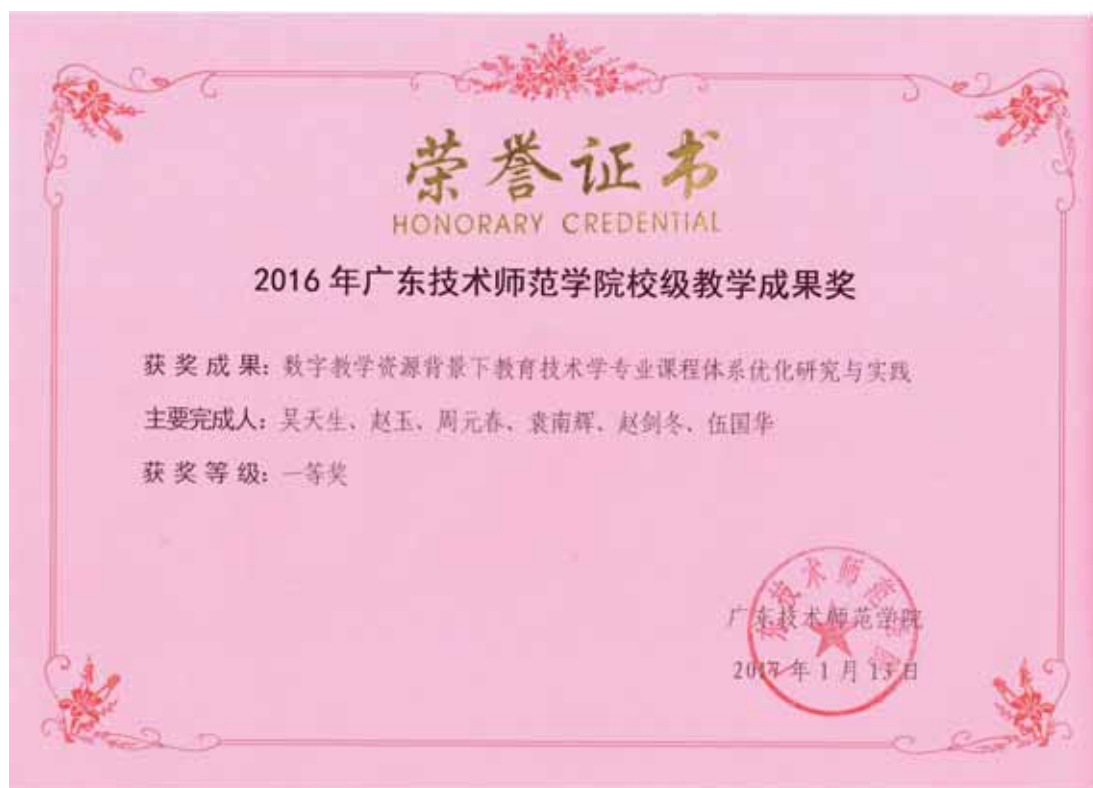 荣誉证书
HONORARY CREDENTIAL
2016年广东技术师范学院校级教学成果奖
获奖成果：数字教学资源背景下教育技术学专业课程体系优化研究与实践
主要完成人：吴天生、赵玉、周元春、袁南辉、赵剑冬、伍国华
获奖等级：一等奖
广东技术师范学院
2017年1月13日